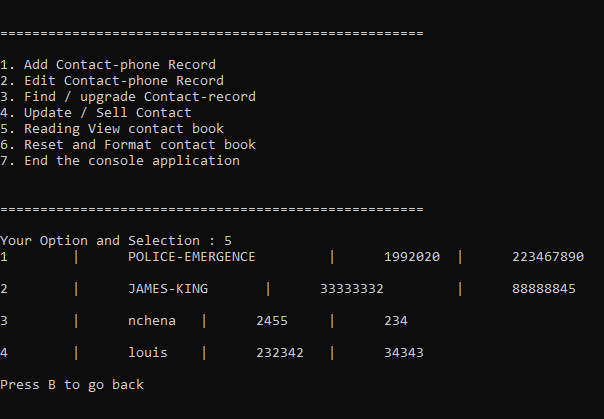 =====================================================
1. Add Contact-phone Record
2. Edit Contact-phone Record
3. Find / upgrade Contact-record
4. Update / Sell Contact
5. Reading View contact book
6. Reset and Format contact book
7. End the console application
=====================================================
Your Option and Selection : 5
1 | POLICE-EMERGENCE | 1992020 | 223467890
2 | JAMES-KING | 33333332 | 88888845
3 | nchena | 2455 | 234
4 | louis | 232342 | 34343
Press B to go back